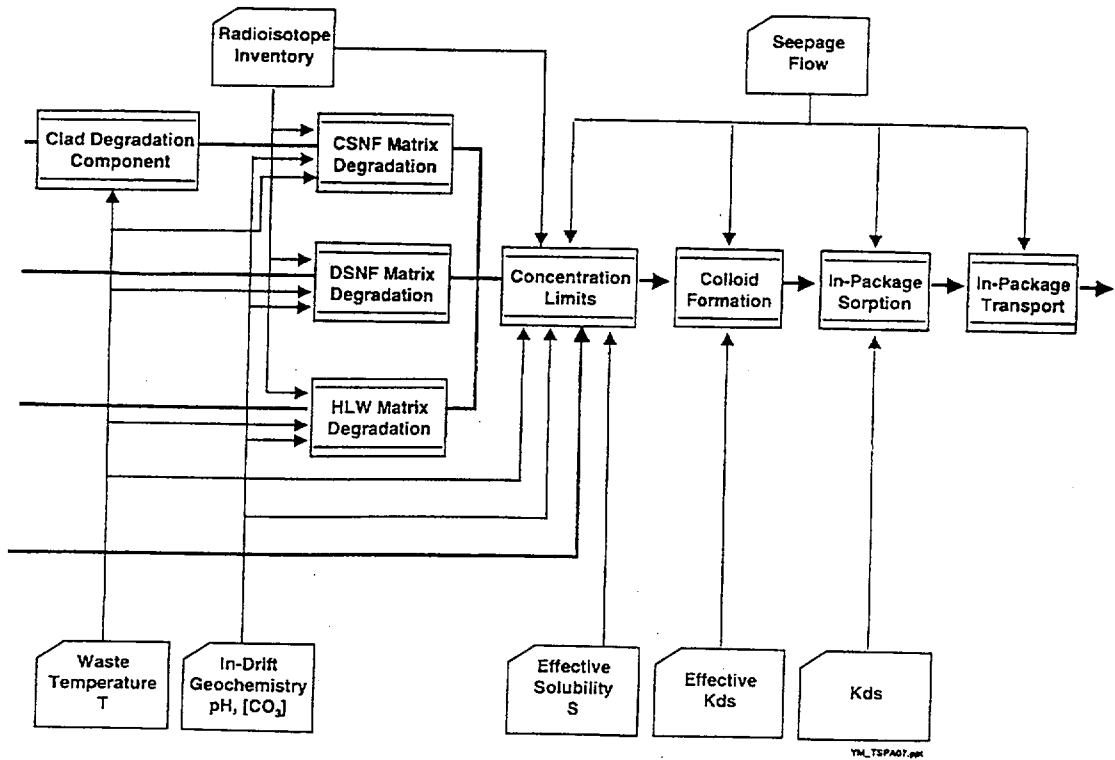 Radioisotope
Inventory
Seepage
Flow
Clad Degradation
Component
CSNF Matrix
Degradation
DSNF Matrix
Degradation
Concentration
Limits
Colloid
Formation
In-Package
Sorption
In-Package
Transport
HLW Matrix
Degradation
Waste
Temperature
T
In-Drift
Geochemistry
pH, [CO₃]
Effective
Solubility
S
Effective
Kds
Kds
YM_TSPA07.ppt